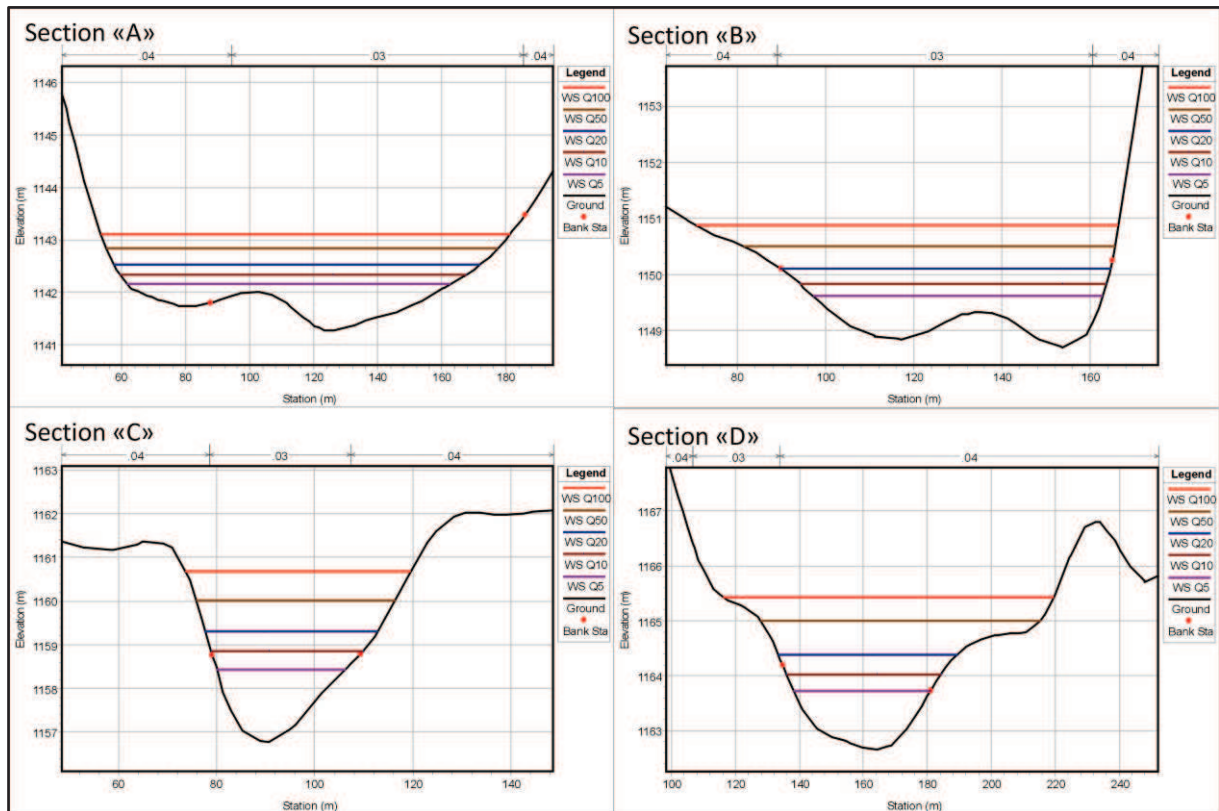 Section «A»
.04 .03 .04
Elevation (m)
1146
1145
1144
1143
1142
1141
60 80 100 120 140 160 180
Station (m)
Legend
WS Q100
WS Q50
WS Q20
WS Q10
WS Q5
Ground
Bank Sta
Section «B»
.04 .03 .04
Elevation (m)
1153
1152
1151
1150
1149
80 100 120 140 160
Station (m)
Legend
WS Q100
WS Q50
WS Q20
WS Q10
WS Q5
Ground
Bank Sta
Section «C»
.04 .03 .04
Elevation (m)
1163
1162
1161
1160
1159
1158
1157
60 80 100 120 140
Station (m)
Legend
WS Q100
WS Q50
WS Q20
WS Q10
WS Q5
Ground
Bank Sta
Section «D»
.04 .03 .04
Elevation (m)
1167
1166
1165
1164
1163
100 120 140 160 180 200 220 240
Station (m)
Legend
WS Q100
WS Q50
WS Q20
WS Q10
WS Q5
Ground
Bank Sta